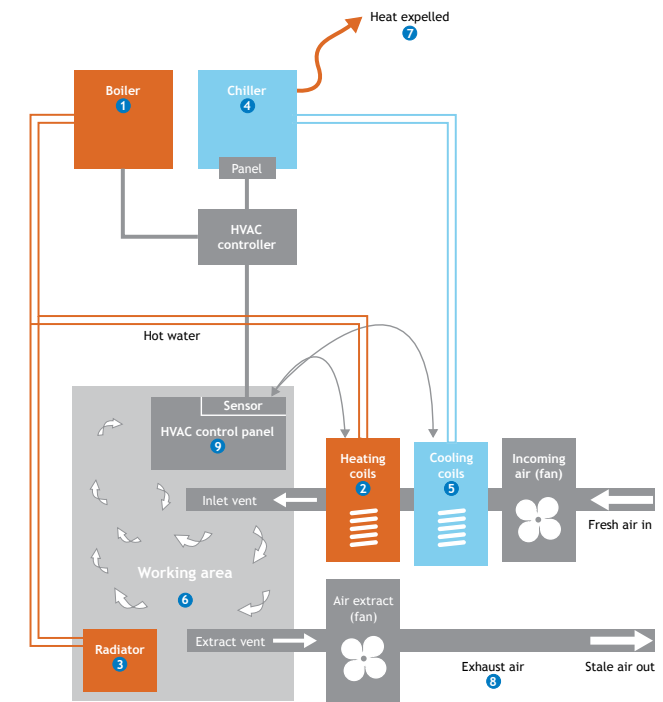 Heat expelled
7
Boiler
1
Chiller
4
Panel
HVAC
controller
Hot water
Sensor
HVAC control panel
9
Heating
coils
2
Cooling
coils
5
Incoming
air (fan)
Inlet vent
Fresh air in
Working area
6
Air extract
(fan)
Radiator
3
Extract vent
Exhaust air
8
Stale air out